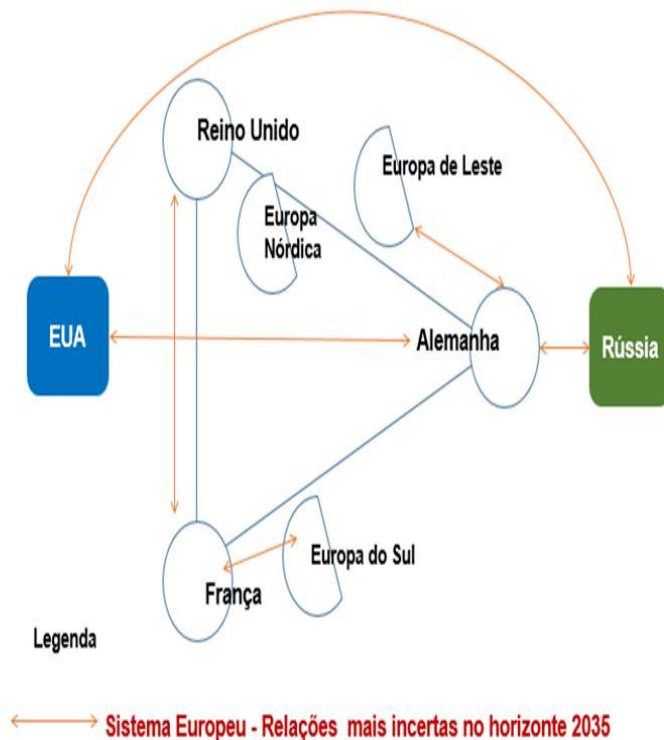 Reino Unido
Europa de Leste
Europa
Nórdica
EUA
Alemanha
Rússia
Europa do Sul
França
Legenda
Sistema Europeu - Relações mais incertas no horizonte 2035